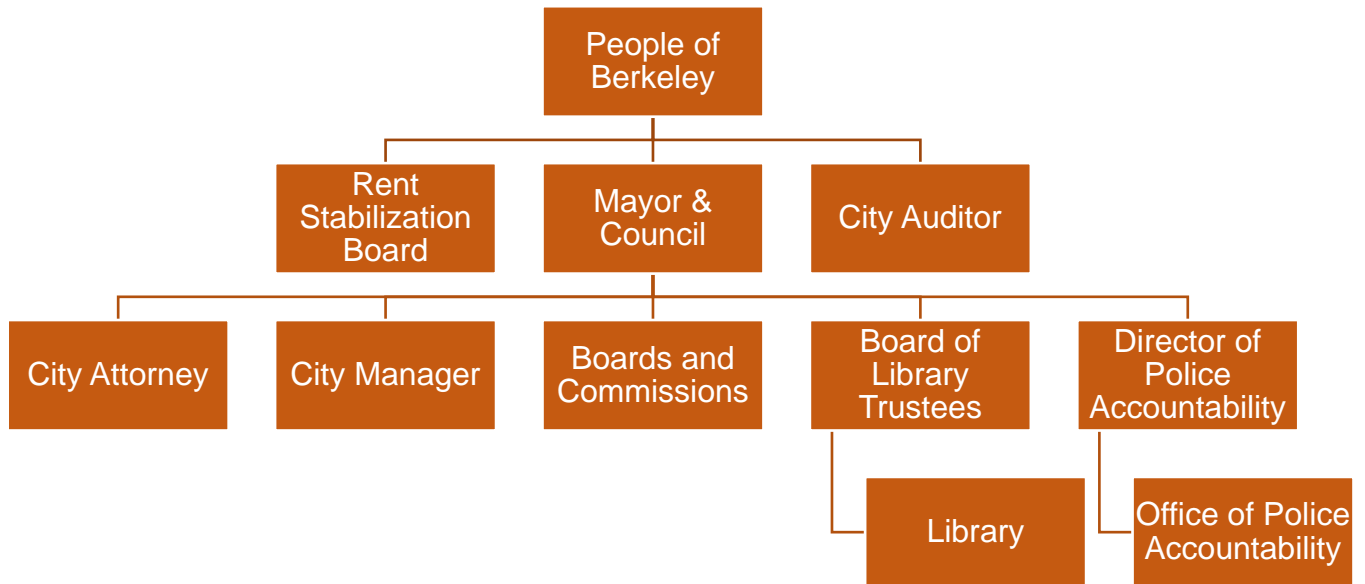 People of
Berkeley
Rent
Stabilization
Board
Mayor &
Council
City Auditor
City Attorney
City Manager
Boards and
Commissions
Board of
Library
Trustees
Director of
Police
Accountability
Library
Office of Police
Accountability